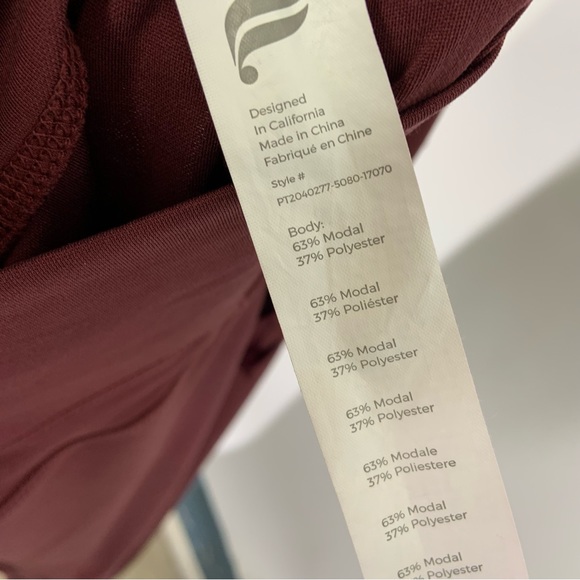 Designed
In California
Made in China
Fabriqué en Chine
Style #
PT2040277-5080-17070
Body:
63% Modal
37% Polyester
63% Modal
37% Poliéster
63% Modal
37% Polyester
63% Modal
37% Polyester
63% Modale
37% Poliestere
63% Modal
37% Polyester
63% Modal
% Polyester